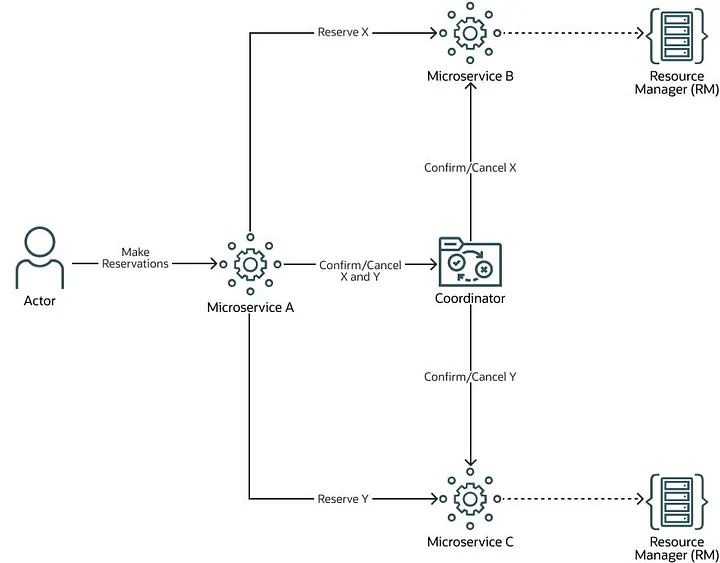 Reserve X
Microservice B
Resource
Manager (RM)
Confirm/Cancel X
Make
Reservations
Actor
Microservice A
Confirm/Cancel
X and Y
Coordinator
Confirm/Cancel Y
Reserve Y
Microservice C
Resource
Manager (RM)